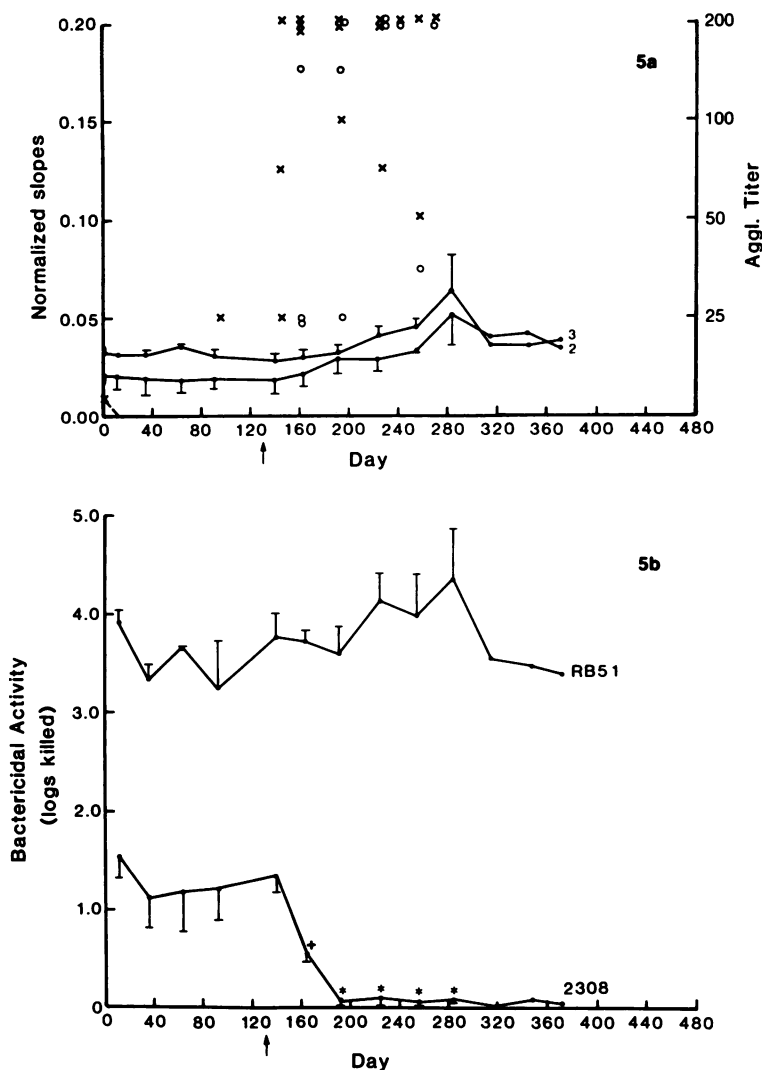 5a
0.20
0.15
0.10
0.05
0.00
Normalized slopes
200
100
50
25
Aggl. Titer
3
2
0 40 80 120 160 200 240 280 320 360 400 440 480
Day
5b
5.0
4.0
3.0
2.0
1.0
0
Bactericidal Activity
(logs killed)
RB51
+
* * * *
2308
0 40 80 120 160 200 240 280 320 360 400 440 480
Day